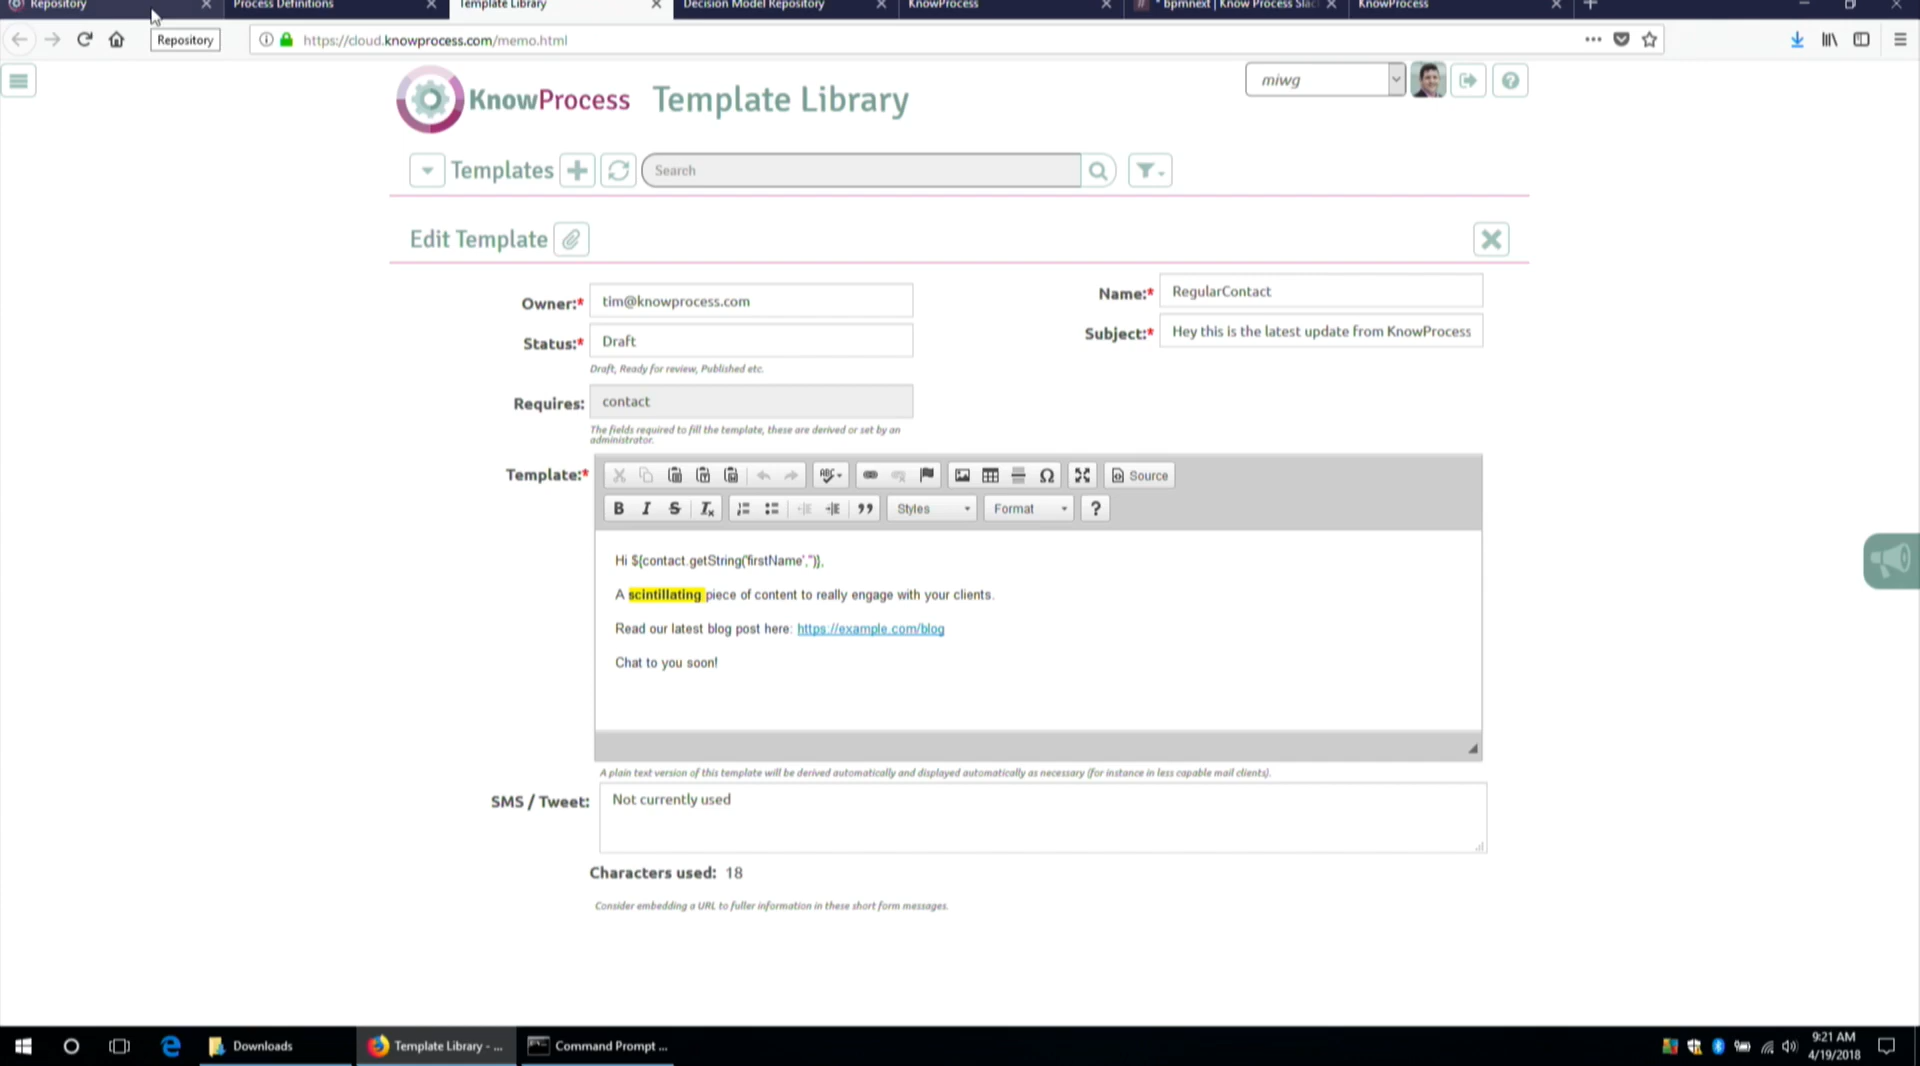 Repository
Process Definitions
Template Library
Decision Model Repository
KnowProcess
* bpmnext | Know Process Slac
KnowProcess
Repository
https://cloud.knowprocess.com/memo.html
KnowProcess
Template Library
miwg
Templates
Search
Edit Template
Owner:* tim@knowprocess.com
Name:* RegularContact
Status:* Draft
Subject:* Hey this is the latest update from KnowProcess
Draft, Ready for review, Published etc.
Requires: contact
The fields required to fill the template, these are derived or set by an
administrator.
Template:*
ABC
Source
B I S Ix
Styles
Format
?
Hi ${contact.getString('firstName','')},
A scintillating piece of content to really engage with your clients.
Read our latest blog post here: https://example.com/blog
Chat to you soon!
A plain text version of this template will be derived automatically and displayed automatically as necessary (for instance in less capable mail clients).
SMS / Tweet: Not currently used
Characters used: 18
Consider embedding a URL to fuller information in these short form messages.
Downloads
Template Library - ...
Command Prompt ...
9:21 AM
4/19/2018